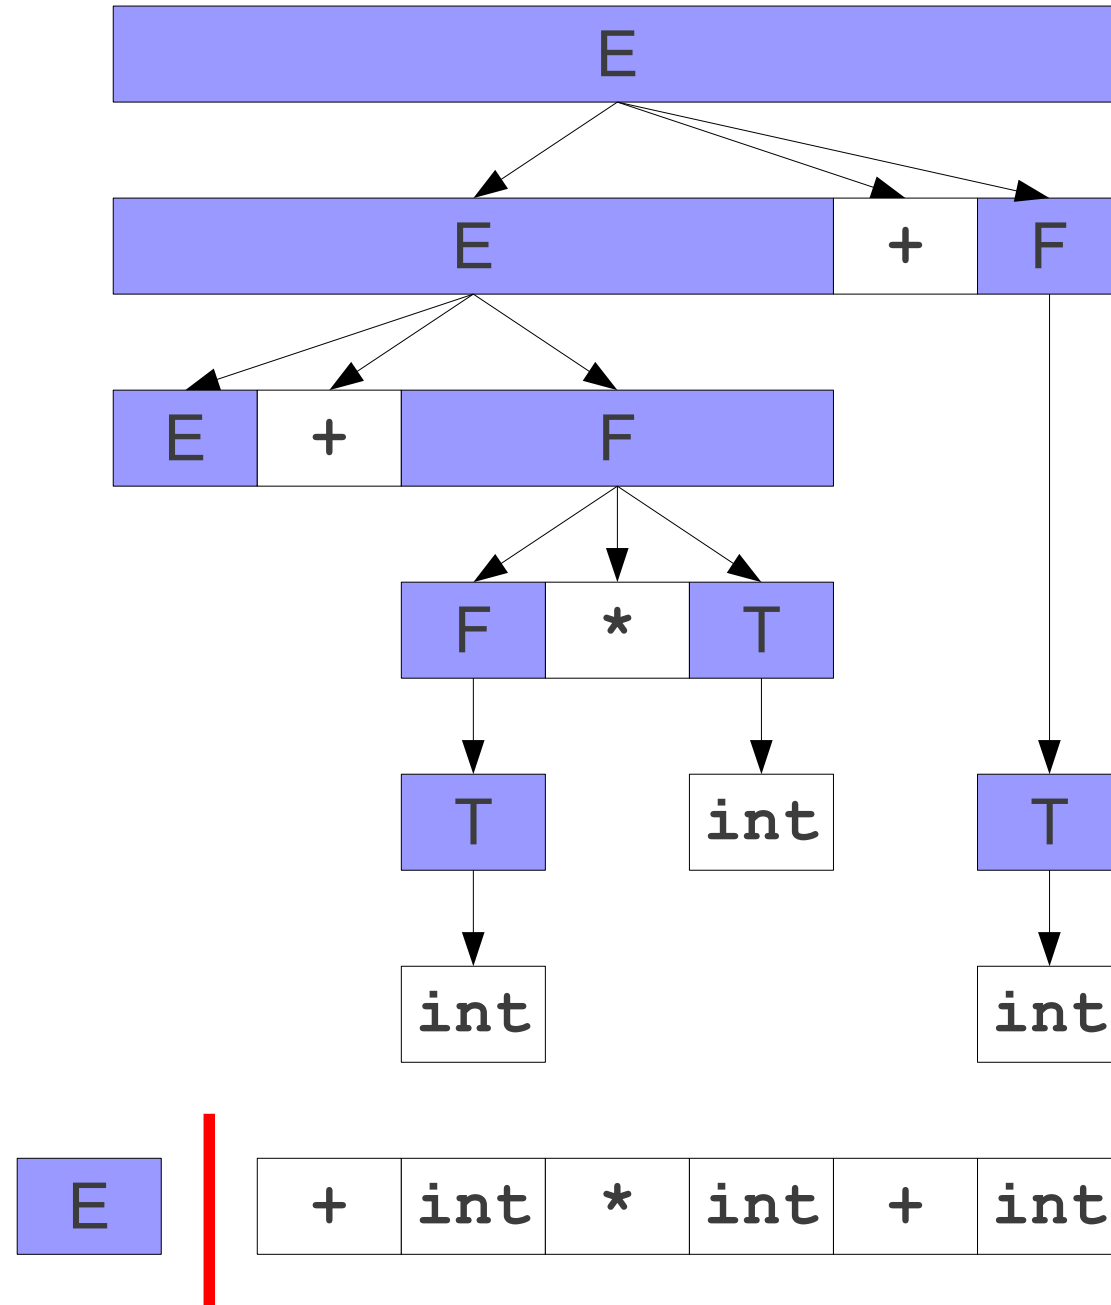 E
E + F
E + F
F * T
T int T
int int
E + int * int + int